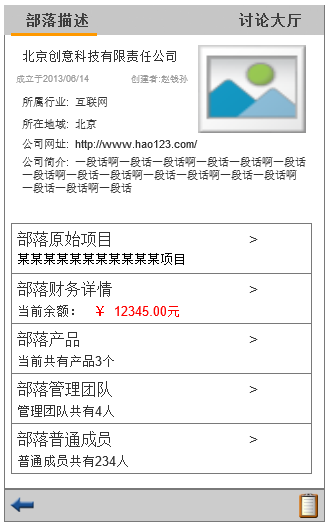 部落描述
讨论大厅
北京创意科技有限责任公司
成立于2013/06/14
创建者:赵钱孙
所属行业: 互联网
所在地域: 北京
公司网址: http://www.hao123.com/
公司简介: 一段话啊一段话一段话啊一段话一段话啊一段话
一段话啊一段话一段话啊一段话一段话啊一段话啊
一段话一段话啊一段话
部落原始项目 >
某某某某某某某某某某某项目
部落财务详情 >
当前余额: ¥ 12345.00元
部落产品 >
当前共有产品3个
部落管理团队 >
管理团队共有4人
部落普通成员 >
普通成员共有234人